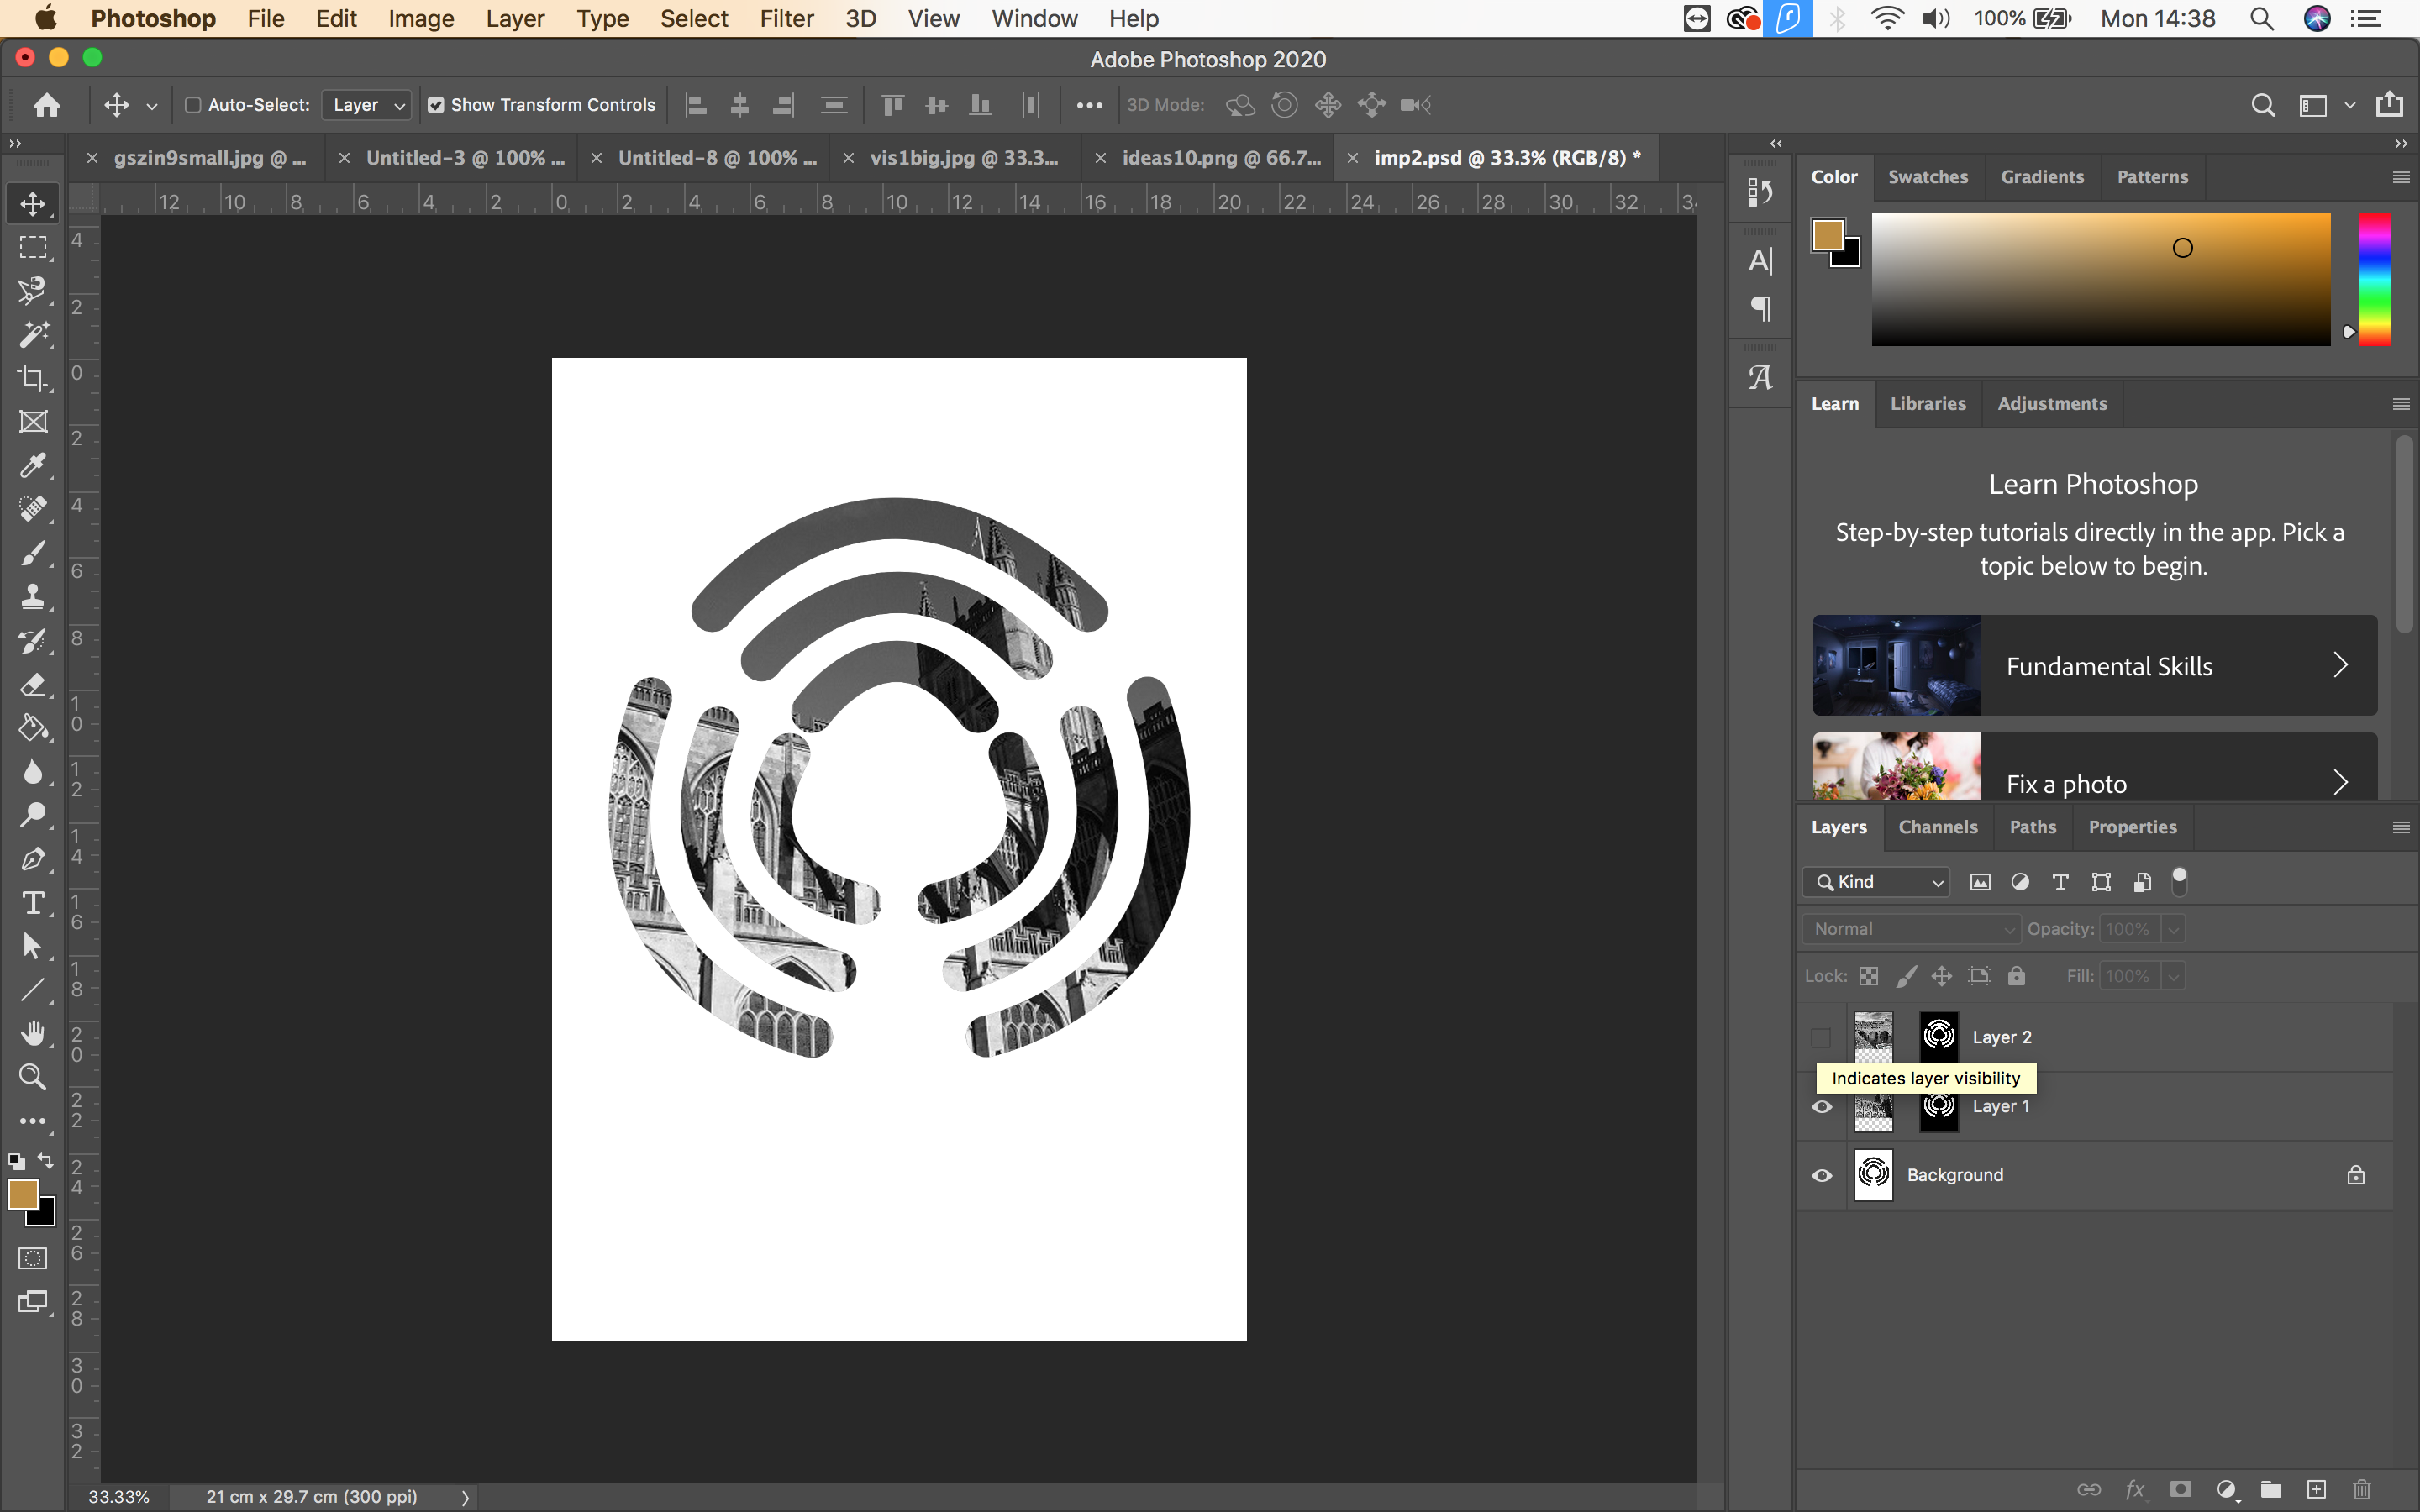 Photoshop File Edit Image Layer Type Select Filter 3D View Window Help 100% Mon 14:38
Adobe Photoshop 2020
Auto-Select: Layer Show Transform Controls 3D Mode:
gszin9small.jpg @ ... Untitled-3 @ 100% ... Untitled-8 @ 100% ... vis1big.jpg @ 33.3... ideas10.png @ 66.7... imp2.psd @ 33.3% (RGB/8) *
12 10 8 6 4 2 0 2 4 6 8 10 12 14 16 18 20 22 24 26 28 30 32 34
4
2
0
2
4
6
8
10
12
14
16
18
20
22
24
26
28
30
32
Color Swatches Gradients Patterns
Learn Libraries Adjustments
Learn Photoshop
Step-by-step tutorials directly in the app. Pick a
topic below to begin.
Fundamental Skills
Fix a photo
Layers Channels Paths Properties
Kind
Normal Opacity: 100%
Lock: Fill: 100%
Layer 2
Indicates layer visibility
Layer 1
Background
fx
33.33% 21 cm x 29.7 cm (300 ppi)